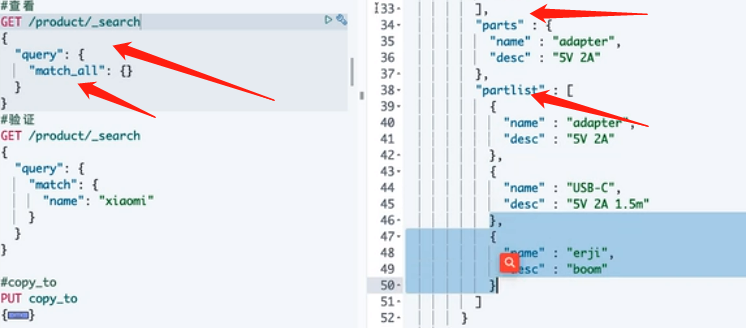 #查看
GET /product/_search
{
"query": {
"match_all": {}
}
}
#验证
GET /product/_search
{
"query": {
"match": {
"name": "xiaomi"
}
}
}
#copy_to
PUT copy_to
{
33 ],
34 "parts" : {
35 "name" : "adapter",
36 "desc" : "5V 2A"
37 },
38 "partlist" : [
39 {
40 "name" : "adapter",
41 "desc" : "5V 2A"
42 },
43 {
44 "name" : "USB-C",
45 "desc" : "5V 2A 1.5m"
46 },
47 {
48 "name" : "erji",
49 "desc" : "boom"
50 }
51 ]
52 }